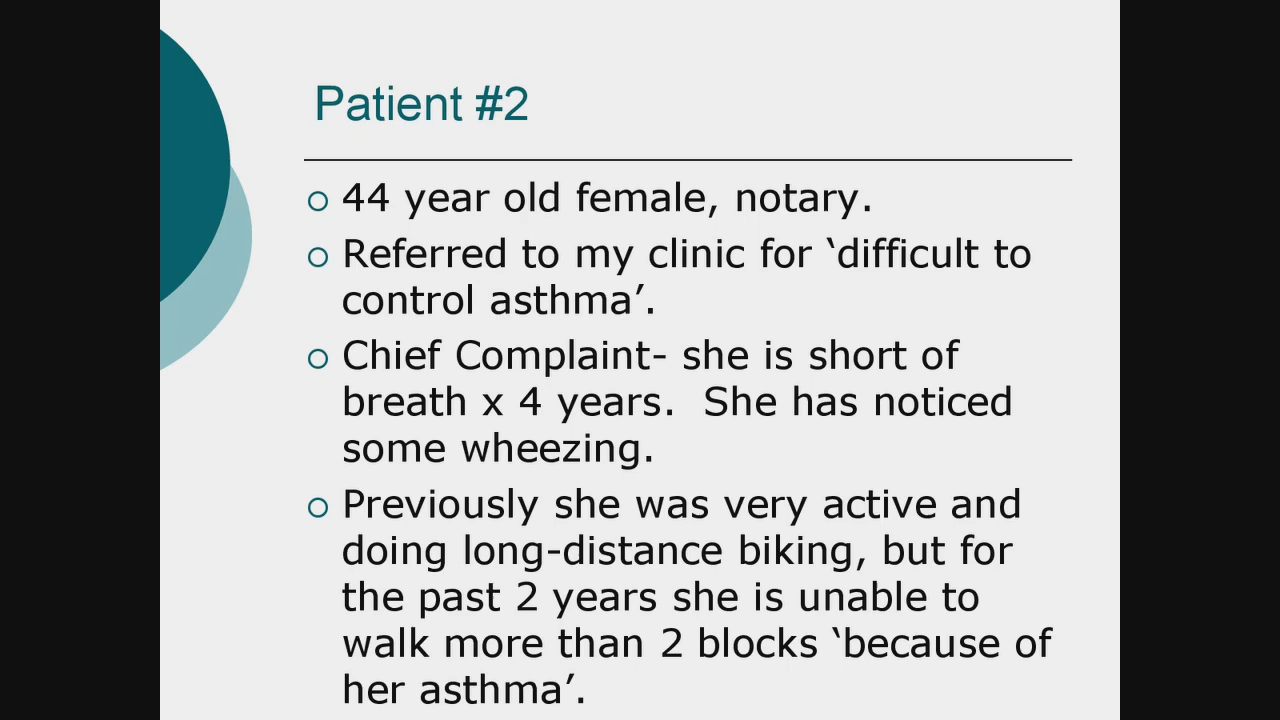 Patient #2
44 year old female, notary.
Referred to my clinic for ‘difficult to
control asthma’.
Chief Complaint- she is short of
breath x 4 years.  She has noticed
some wheezing.
Previously she was very active and
doing long-distance biking, but for
the past 2 years she is unable to
walk more than 2 blocks ‘because of
her asthma’.